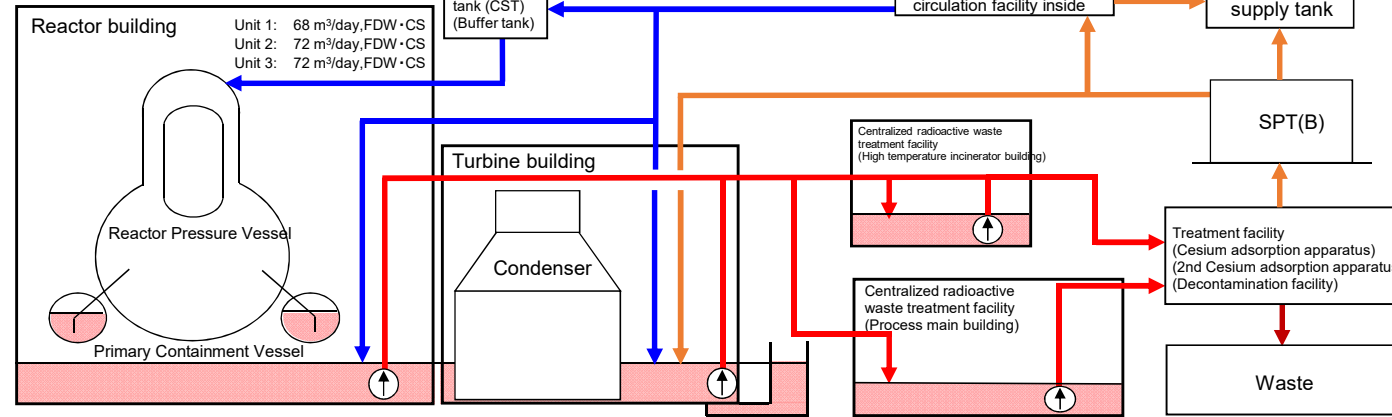 tank (CST)
(Buffer tank)
circulation facility inside
supply tank
Reactor building
Unit 1: 68 m³/day,FDW・CS
Unit 2: 72 m³/day,FDW・CS
Unit 3: 72 m³/day,FDW・CS
SPT(B)
Centralized radioactive waste
treatment facility
(High temperature incinerator building)
Turbine building
Reactor Pressure Vessel
Condenser
Treatment facility
(Cesium adsorption apparatus)
(2nd Cesium adsorption apparatus
(Decontamination facility)
Centralized radioactive
waste treatment facility
(Process main building)
Primary Containment Vessel
Waste